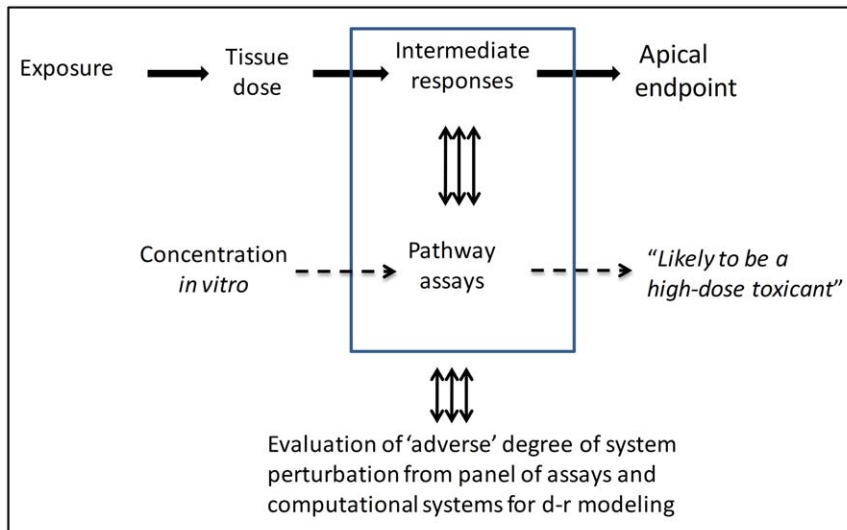 Exposure
Tissue
dose
Intermediate
responses
Apical
endpoint
Concentration
in vitro
Pathway
assays
“Likely to be a
high-dose toxicant”
Evaluation of ‘adverse’ degree of system
perturbation from panel of assays and
computational systems for d-r modeling